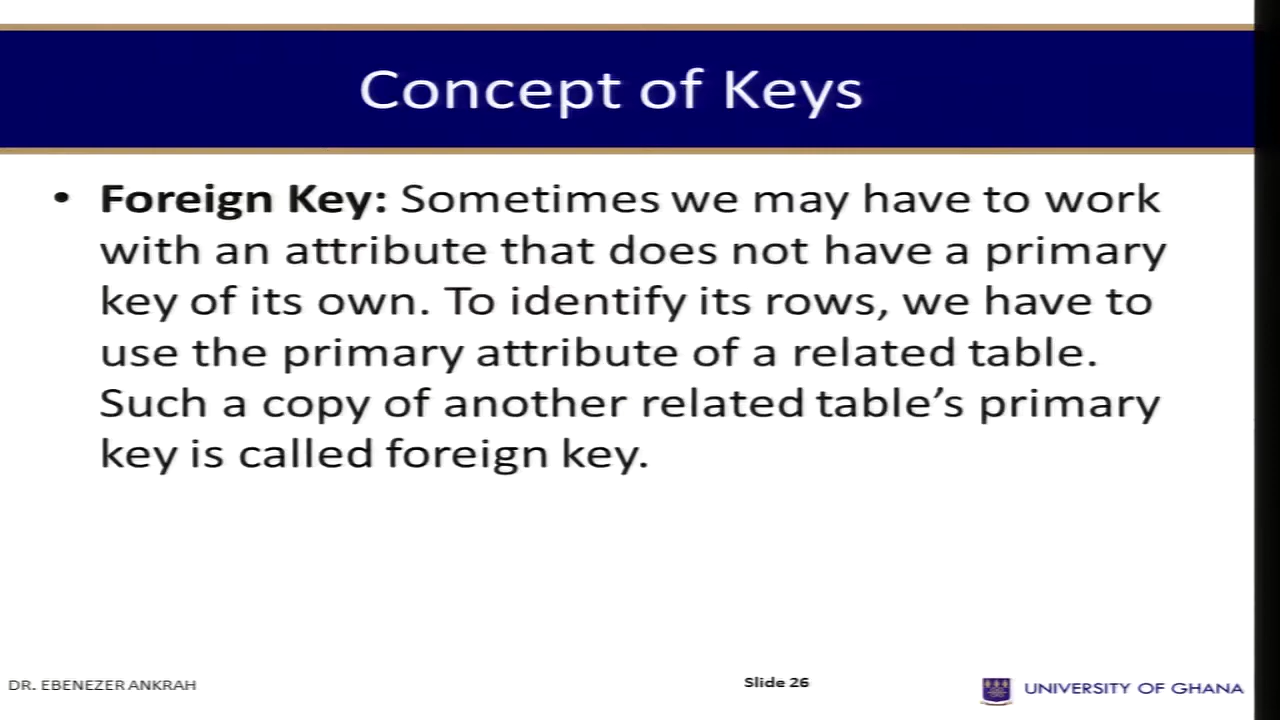 Concept of Keys
• Foreign Key: Sometimes we may have to work
with an attribute that does not have a primary
key of its own. To identify its rows, we have to
use the primary attribute of a related table.
Such a copy of another related table’s primary
key is called foreign key.
DR. EBENEZER ANKRAH
Slide 26
UNIVERSITY OF GHANA